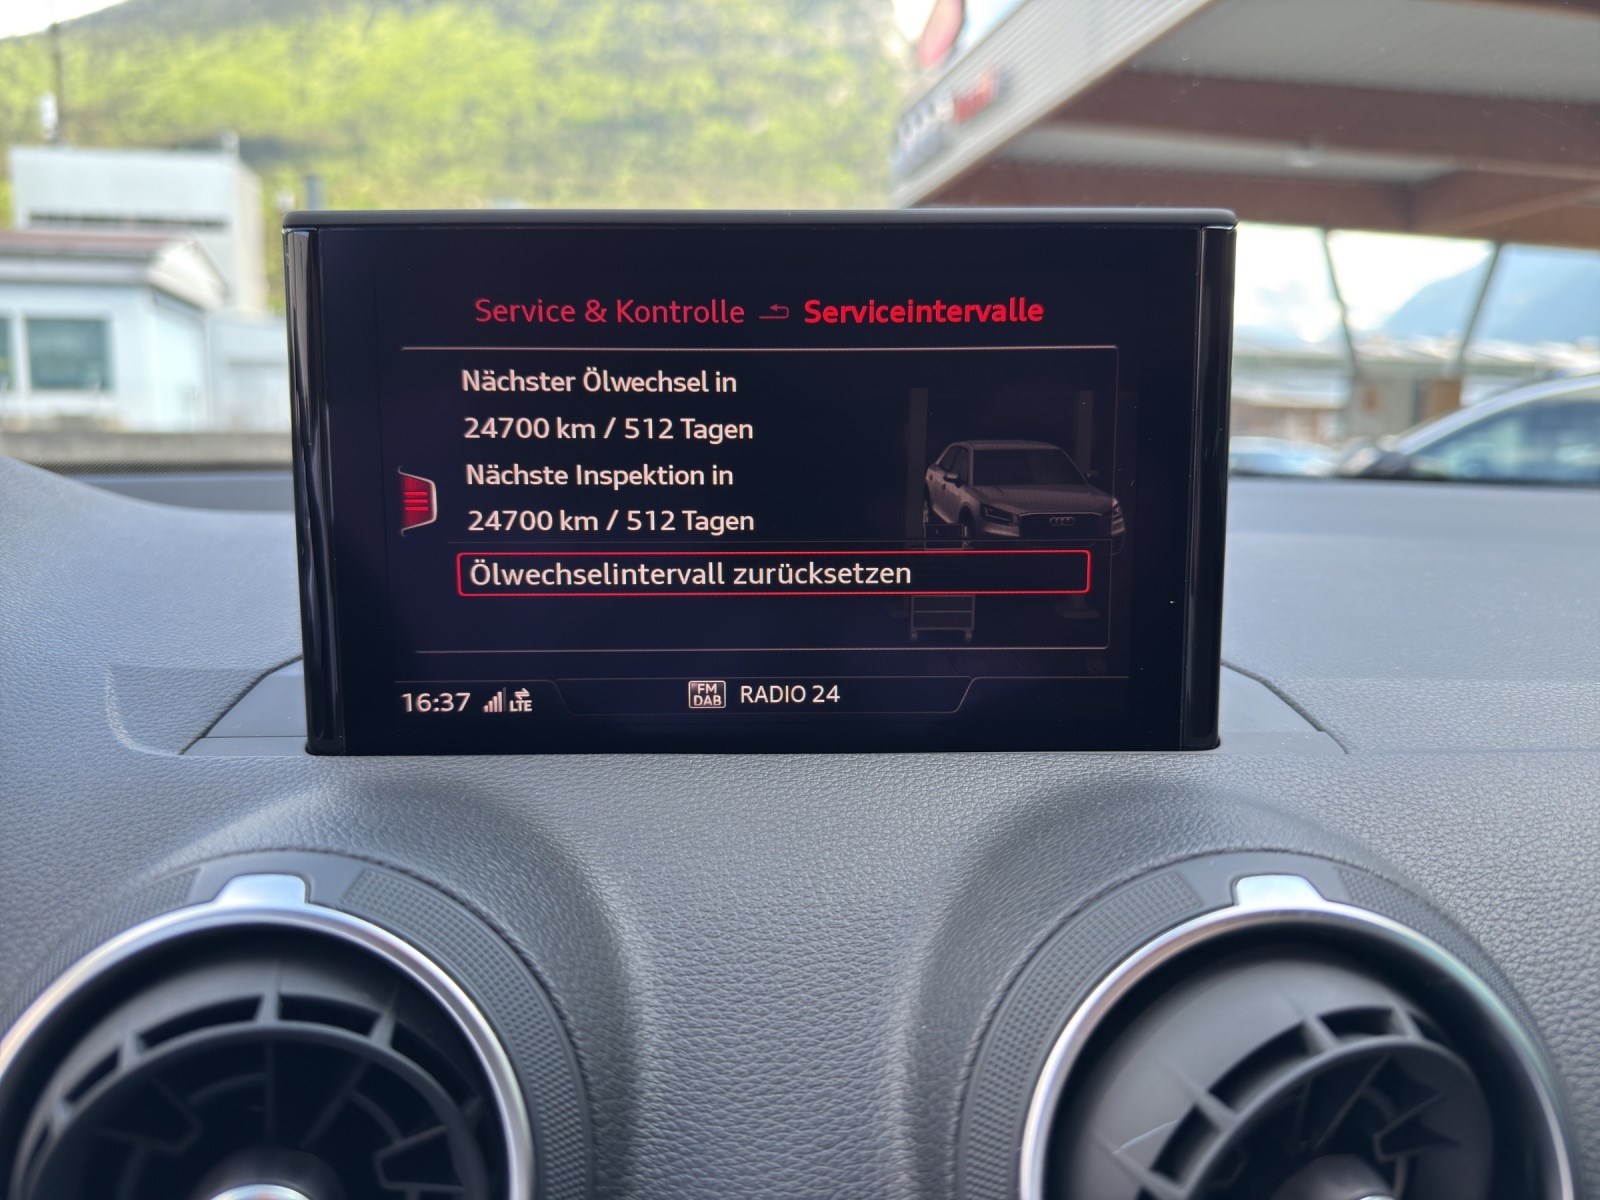 Service & Kontrolle Serviceintervalle
Nächster Ölwechsel in
24700 km / 512 Tagen
Nächste Inspektion in
24700 km / 512 Tagen
Ölwechselintervall zurücksetzen
16:37 LTE FM DAB RADIO 24